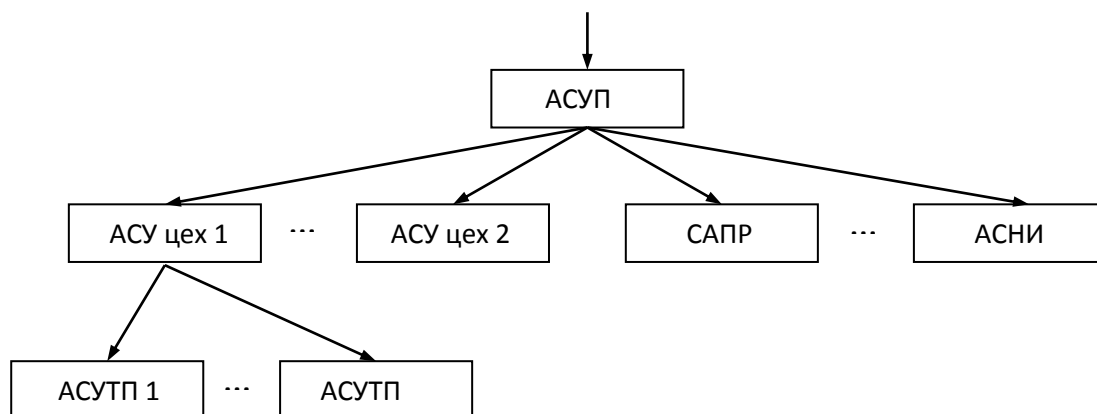 АСУП
АСУ цех 1 ... АСУ цех 2 САПР ... АСНИ
АСУТП 1 ... АСУТП